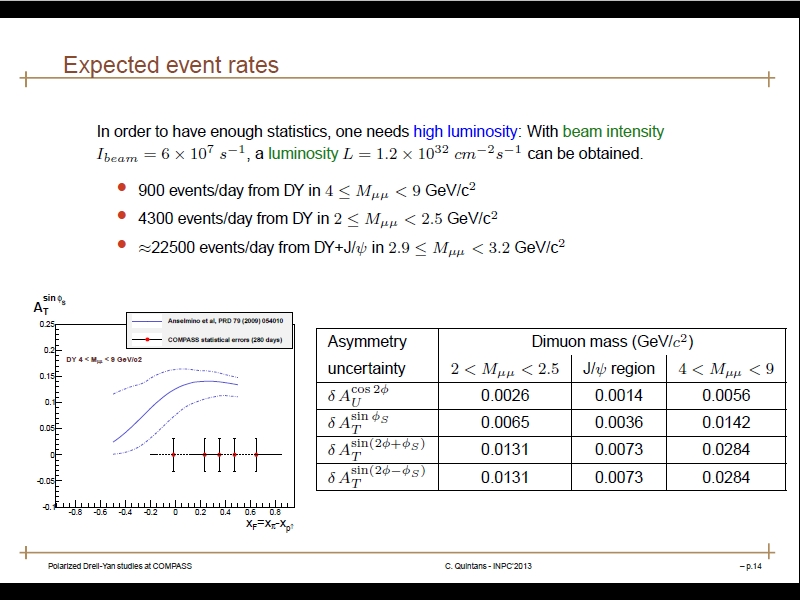 Expected event rates
In order to have enough statistics, one needs high luminosity: With beam intensity
I_beam = 6 × 10^7 s^−1, a luminosity L = 1.2 × 10^32 cm^−2s^−1 can be obtained.
• 900 events/day from DY in 4 ≤ M_μμ < 9 GeV/c^2
• 4300 events/day from DY in 2 ≤ M_μμ < 2.5 GeV/c^2
• ≈22500 events/day from DY+J/ψ in 2.9 ≤ M_μμ < 3.2 GeV/c^2
A_T^sin ϕ_S
Anselmino et al, PRD 79 (2009) 054010
COMPASS statistical errors (280 days)
DY 4 < M_μμ < 9 GeV/c2
0.25
0.2
0.15
0.1
0.05
0
-0.05
-0.1
-0.8 -0.6 -0.4 -0.2 0 0.2 0.4 0.6 0.8
x_F=x_π-x_p↑
Asymmetry Dimuon mass (GeV/c^2)
uncertainty 2 < M_μμ < 2.5 J/ψ region 4 < M_μμ < 9
δ A_U^cos 2ϕ 0.0026 0.0014 0.0056
δ A_T^sin ϕ_S 0.0065 0.0036 0.0142
δ A_T^sin(2ϕ+ϕ_S) 0.0131 0.0073 0.0284
δ A_T^sin(2ϕ−ϕ_S) 0.0131 0.0073 0.0284
Polarized Drell-Yan studies at COMPASS C. Quintans - INPC'2013 – p.14